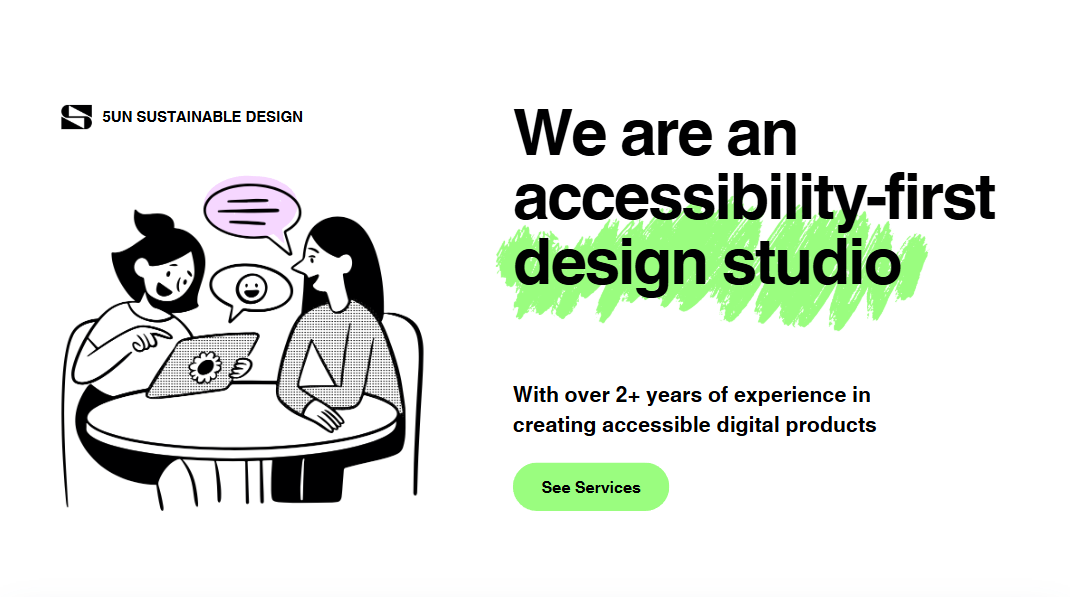 5UN SUSTAINABLE DESIGN
We are an
accessibility-first
design studio
With over 2+ years of experience in
creating accessible digital products
See Services